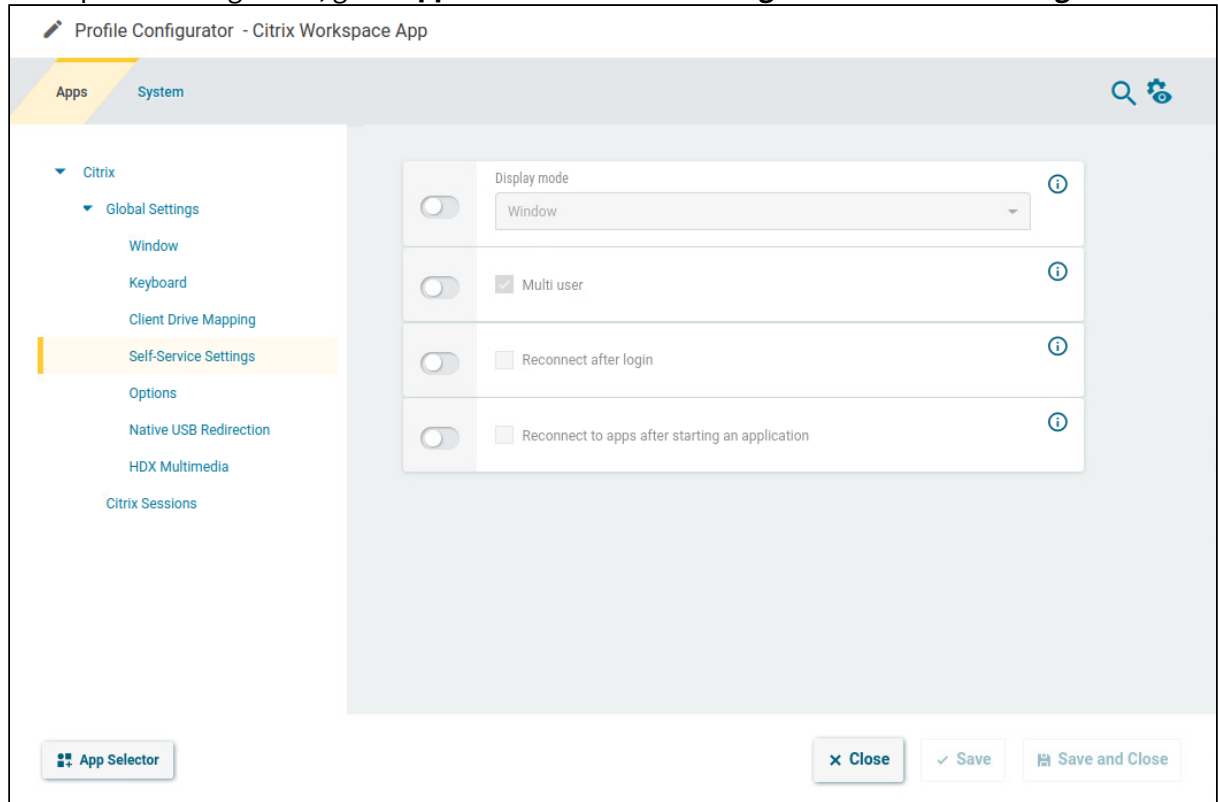 Profile Configurator - Citrix Workspace App
Apps
System
Citrix
Global Settings
Window
Keyboard
Client Drive Mapping
Self-Service Settings
Options
Native USB Redirection
HDX Multimedia
Citrix Sessions
Display mode
Window
Multi user
Reconnect after login
Reconnect to apps after starting an application
App Selector
Close
Save
Save and Close